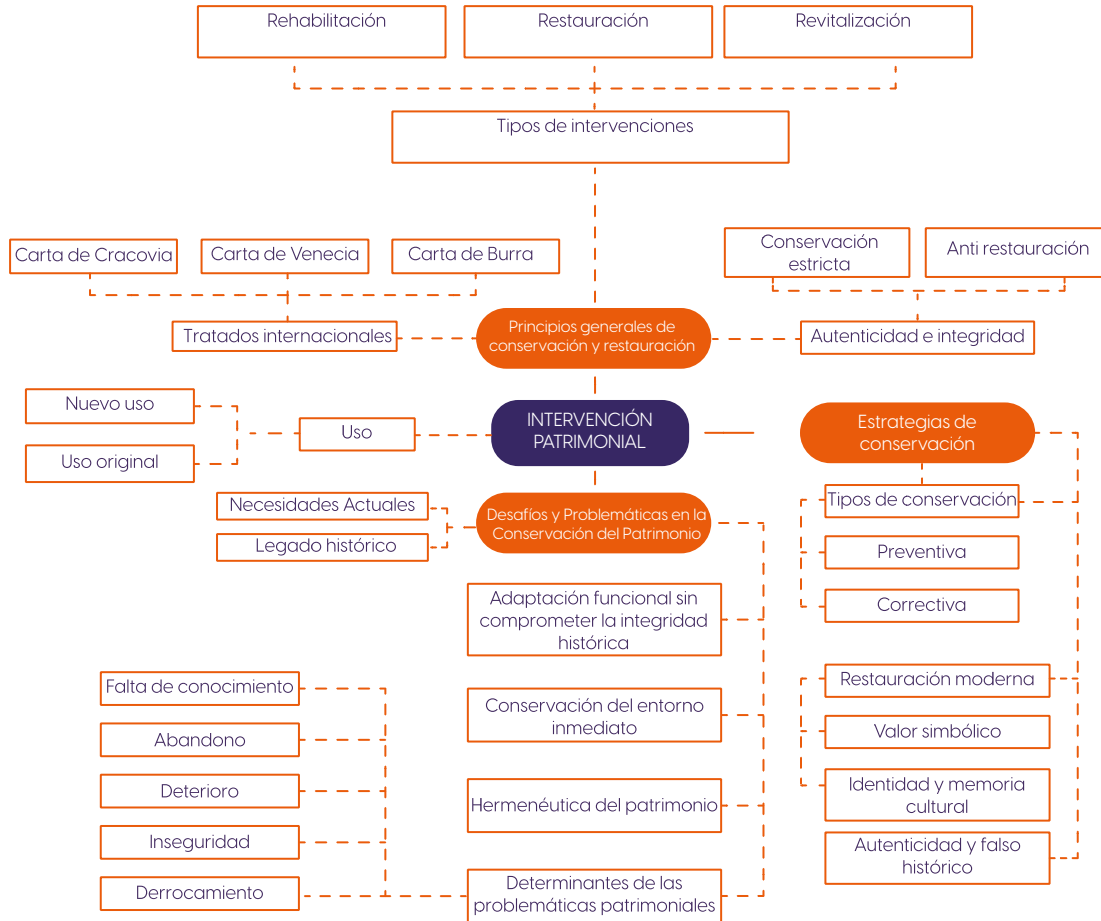 Rehabilitación
Restauración
Revitalización
Tipos de intervenciones
Carta de Cracovia
Carta de Venecia
Carta de Burra
Conservación
estricta
Anti restauración
Tratados internacionales
Principios generales de
conservación y restauración
Autenticidad e integridad
Nuevo uso
Uso original
Uso
INTERVENCIÓN
PATRIMONIAL
Estrategias de
conservación
Necesidades Actuales
Legado histórico
Desafíos y Problemáticas en la
Conservación del Patrimonio
Tipos de conservación
Preventiva
Correctiva
Adaptación funcional sin
comprometer la integridad
histórica
Conservación del entorno
inmediato
Hermenéutica del patrimonio
Determinantes de las
problemáticas patrimoniales
Falta de conocimiento
Abandono
Deterioro
Inseguridad
Derrocamiento
Restauración moderna
Valor simbólico
Identidad y memoria
cultural
Autenticidad y falso
histórico